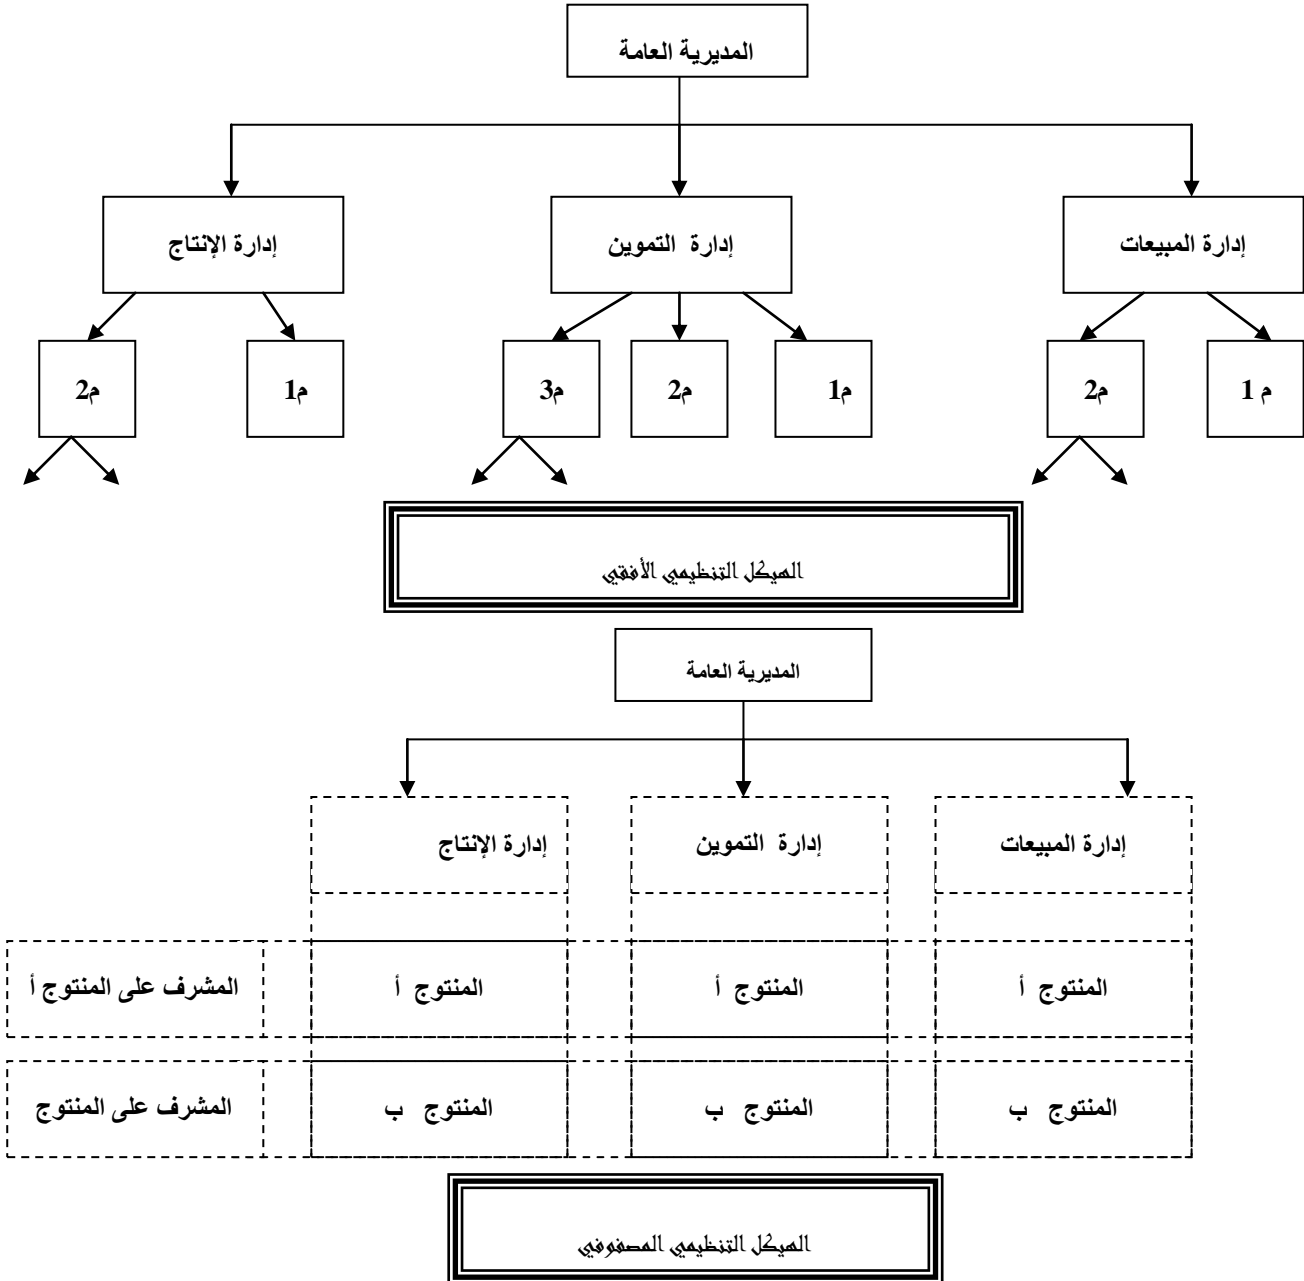 المديرية العامة
إدارة المبيعات
إدارة التموين
إدارة الإنتاج
م 1
م2
م1
م2
م3
م1
م2
الهيكل التنظيمي الأفقي
المديرية العامة
إدارة المبيعات
إدارة التموين
إدارة الإنتاج
المنتوج أ
المنتوج أ
المنتوج أ
المشرف على المنتوج أ
المنتوج ب
المنتوج ب
المنتوج ب
المشرف على المنتوج
الهيكل التنظيمي المصفوفي